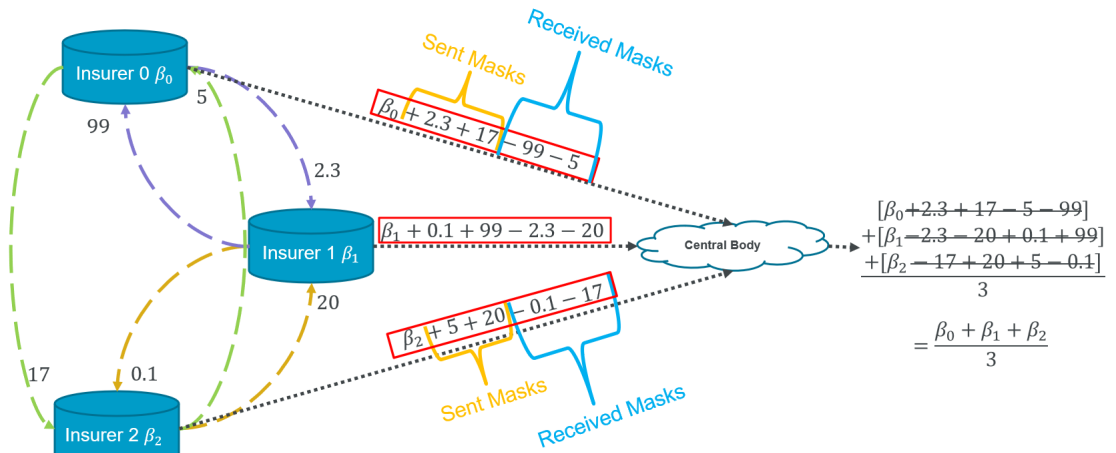 Received Masks
Sent Masks
Insurer 0 β₀
5
99
β₀ + 2.3 + 17 − 99 − 5
2.3
Insurer 1 β₁
β₁ + 0.1 + 99 − 2.3 − 20
Central Body
[β₀+2.3 + 17 − 5 − 99]
+[β₁−2.3 − 20 + 0.1 + 99]
+[β₂ − 17 + 20 + 5 − 0.1]
3
= β₀ + β₁ + β₂
3
20
β₂ + 5 + 20 − 0.1 − 17
17
0.1
Sent Masks
Received Masks
Insurer 2 β₂